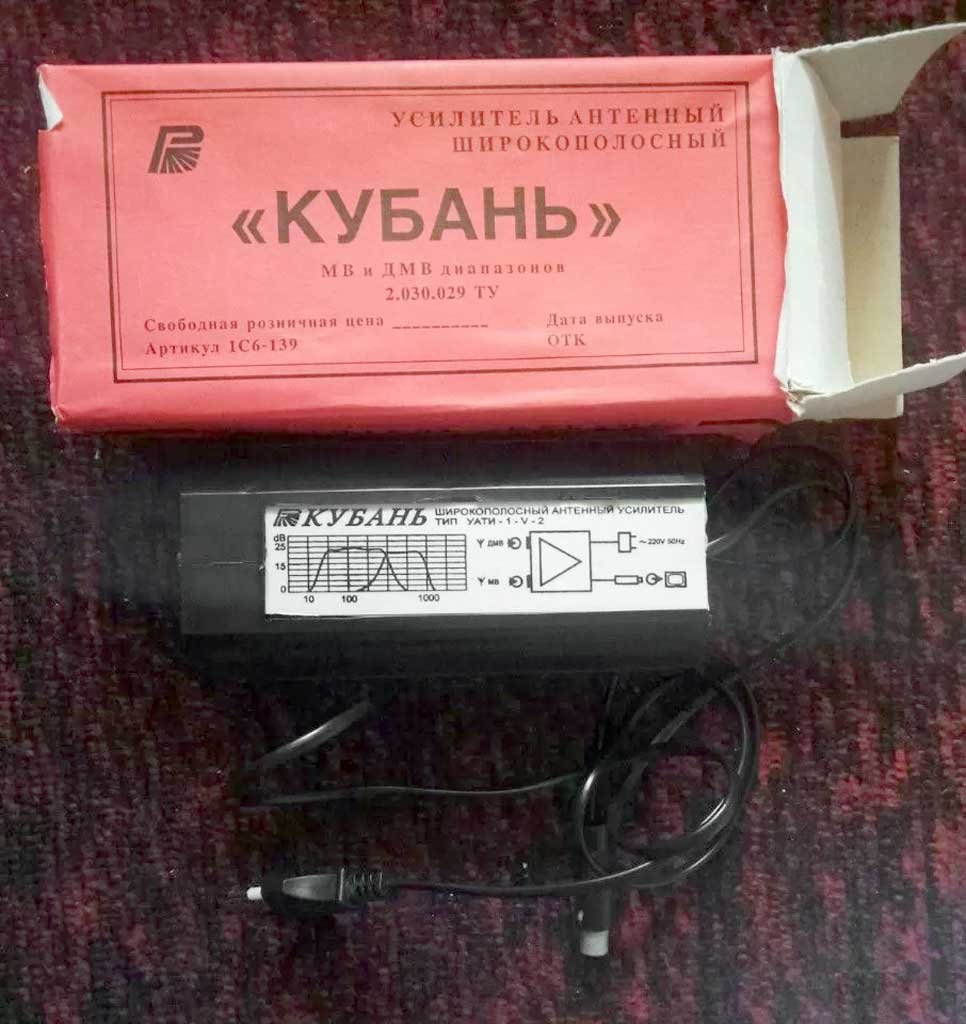 УСИЛИТЕЛЬ АНТЕННЫЙ
ШИРОКОПОЛОСНЫЙ
«КУБАНЬ»
МВ и ДМВ диапазонов
2.030.029 ТУ
Свободная розничная цена __________ Дата выпуска
Артикул 1С6-139 ОТК
КУБАНЬ
ШИРОКОПОЛОСНЫЙ АНТЕННЫЙ УСИЛИТЕЛЬ
ТИП УАТИ - 1 - V - 2
dB
25
15
0
10 100 1000
ДМВ
МВ
~ 220V 50Hz